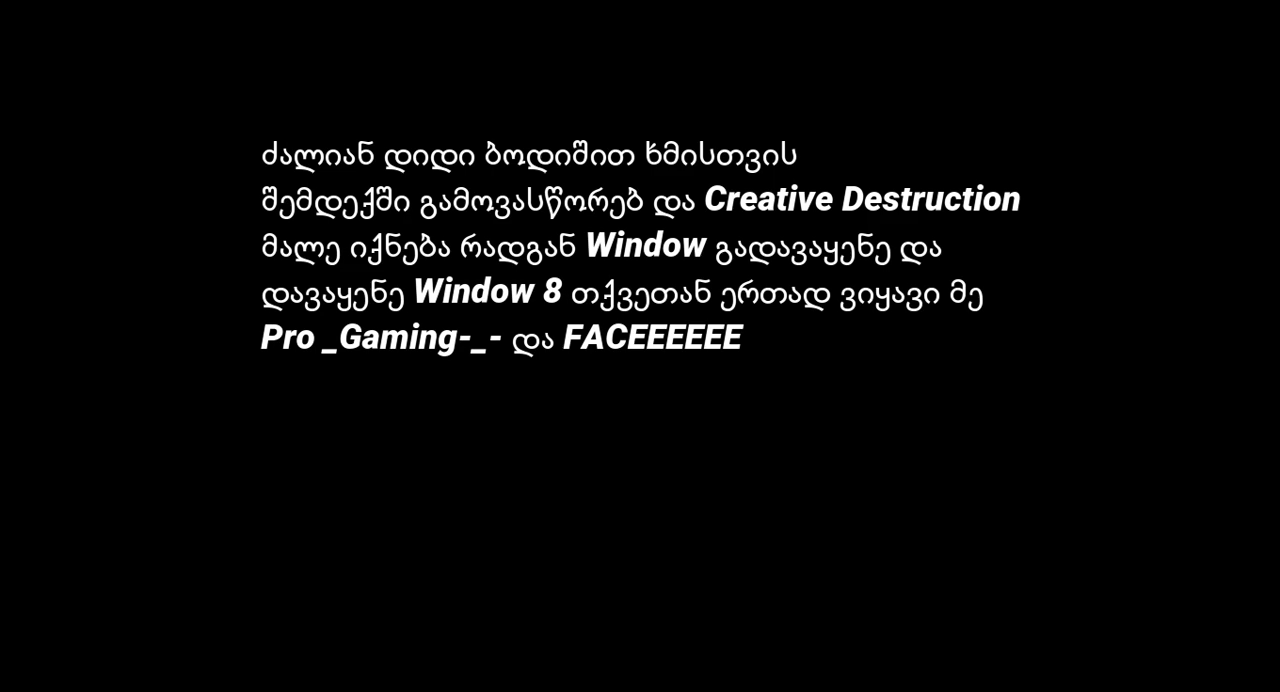 ძალიან დიდი ბოდიშით ხმისთვის
შემდექში გამოვასწორებ და Creative Destruction
მალე იქნება რადგან Window გადავაყენე და
დავაყენე Window 8 თქვეთან ერთად ვიყავი მე
Pro _Gaming-_- და FACEEEEEE